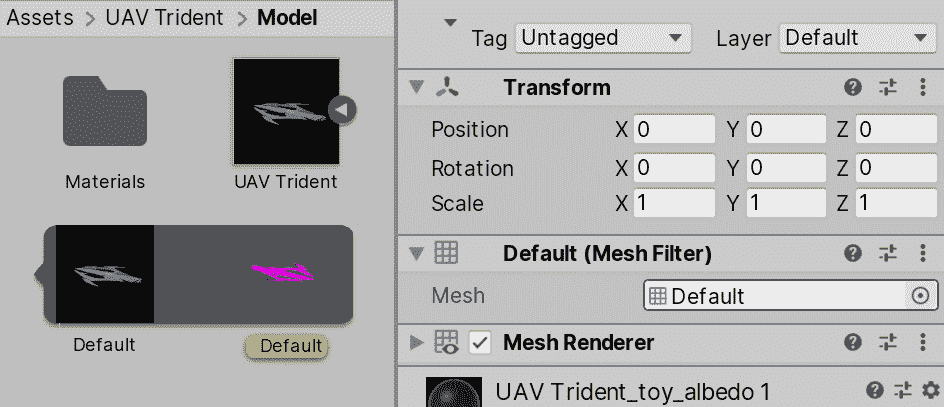 Assets > UAV Trident > Model
Materials
UAV Trident
Default
Default
Tag Untagged Layer Default
Transform
Position X 0 Y 0 Z 0
Rotation X 0 Y 0 Z 0
Scale X 1 Y 1 Z 1
Default (Mesh Filter)
Mesh Default
Mesh Renderer
UAV Trident_toy_albedo 1